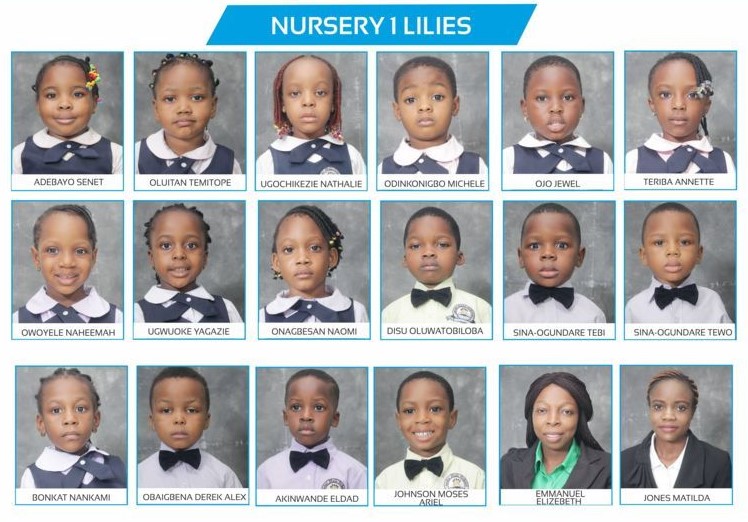 NURSERY 1 LILIES
ADEBAYO SENET
OLUITAN TEMITOPE
UGOCHIKEZIE NATHALIE
ODINKONIGBO MICHELE
OJO JEWEL
TERIBA ANNETTE
OWOYELE NAHEEMAH
UGWUOKE YAGAZIE
ONAGBESAN NAOMI
DISU OLUWATOBILOBA
SINA-OGUNDARE TEBI
SINA-OGUNDARE TEWO
BONKAT NANKAMI
OBAIGBENA DEREK ALEX
AKINWANDE ELDAD
JOHNSON MOSES
ARIEL
EMMANUEL
ELIZEBETH
JONES MATILDA